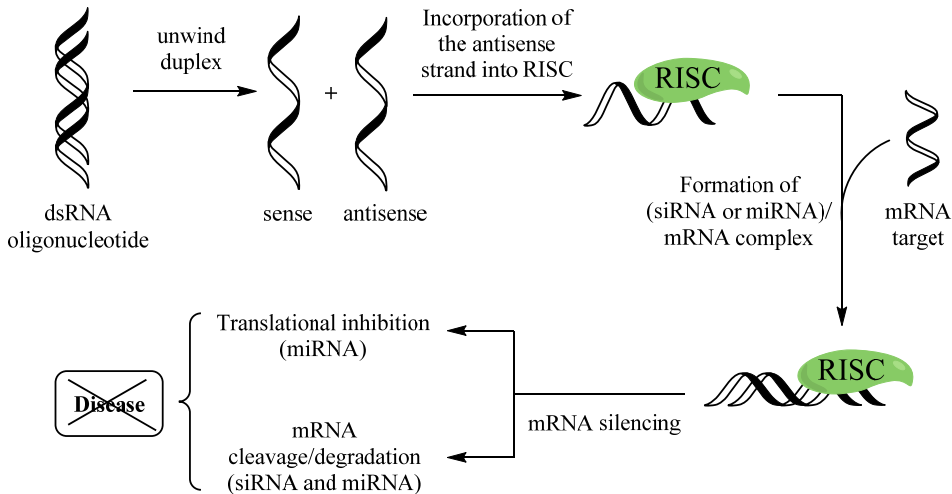 dsRNA
oligonucleotide
unwind
duplex
sense
+
antisense
Incorporation of
the antisense
strand into RISC
RISC
Formation of
(siRNA or miRNA)/
mRNA complex
mRNA
target
RISC
mRNA silencing
Translational inhibition
(miRNA)
mRNA
cleavage/degradation
(siRNA and miRNA)
Disease